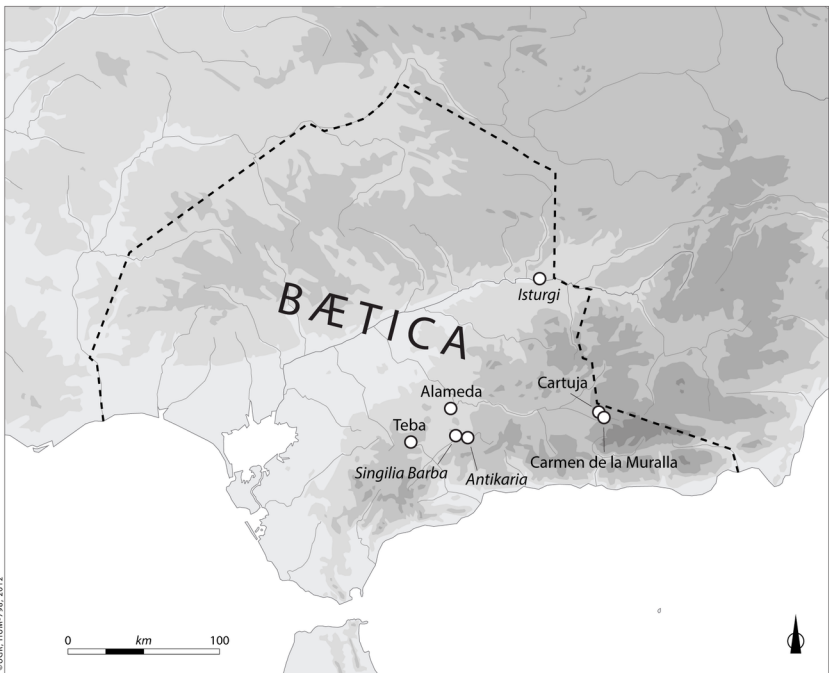 Isturgi
BÆTICA
Cartuja
Alameda
Teba
Carmen de la Muralla
Singilia Barba
Antikaria
0 km 100